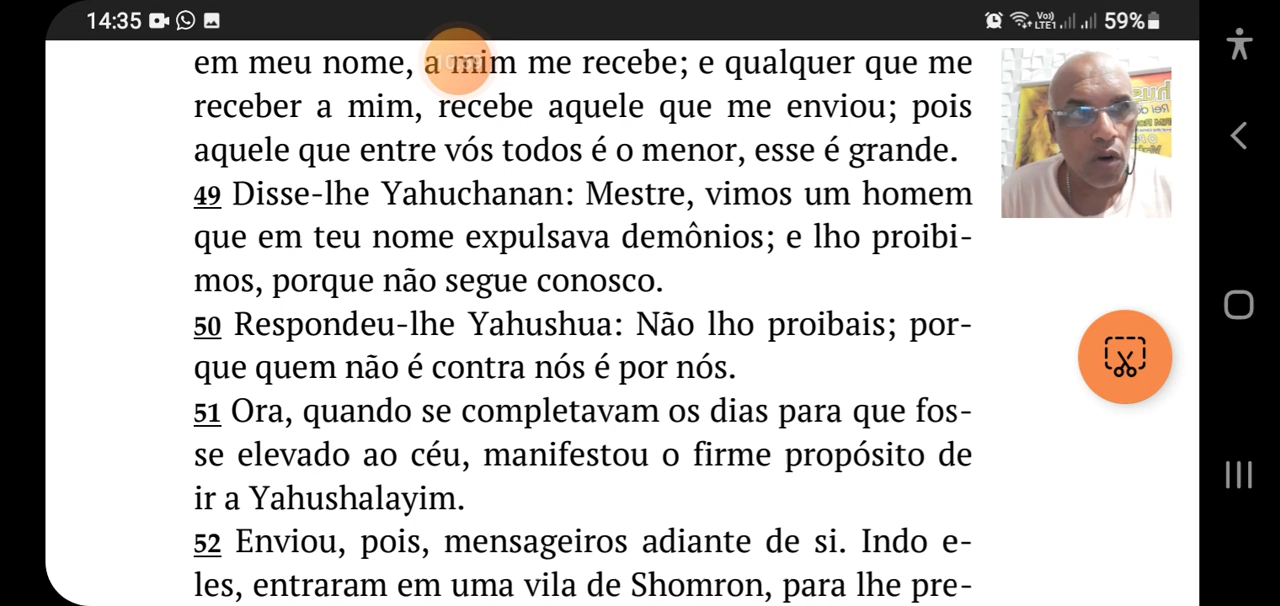 14:35
Vo)) LTE1 59%
em meu nome, a mim me recebe; e qualquer que me
receber a mim, recebe aquele que me enviou; pois
aquele que entre vós todos é o menor, esse é grande.
49 Disse-lhe Yahuchanan: Mestre, vimos um homem
que em teu nome expulsava demônios; e lho proibi-
mos, porque não segue conosco.
50 Respondeu-lhe Yahushua: Não lho proibais; por-
que quem não é contra nós é por nós.
51 Ora, quando se completavam os dias para que fos-
se elevado ao céu, manifestou o firme propósito de
ir a Yahushalayim.
52 Enviou, pois, mensageiros adiante de si. Indo e-
les, entraram em uma vila de Shomron, para lhe pre-